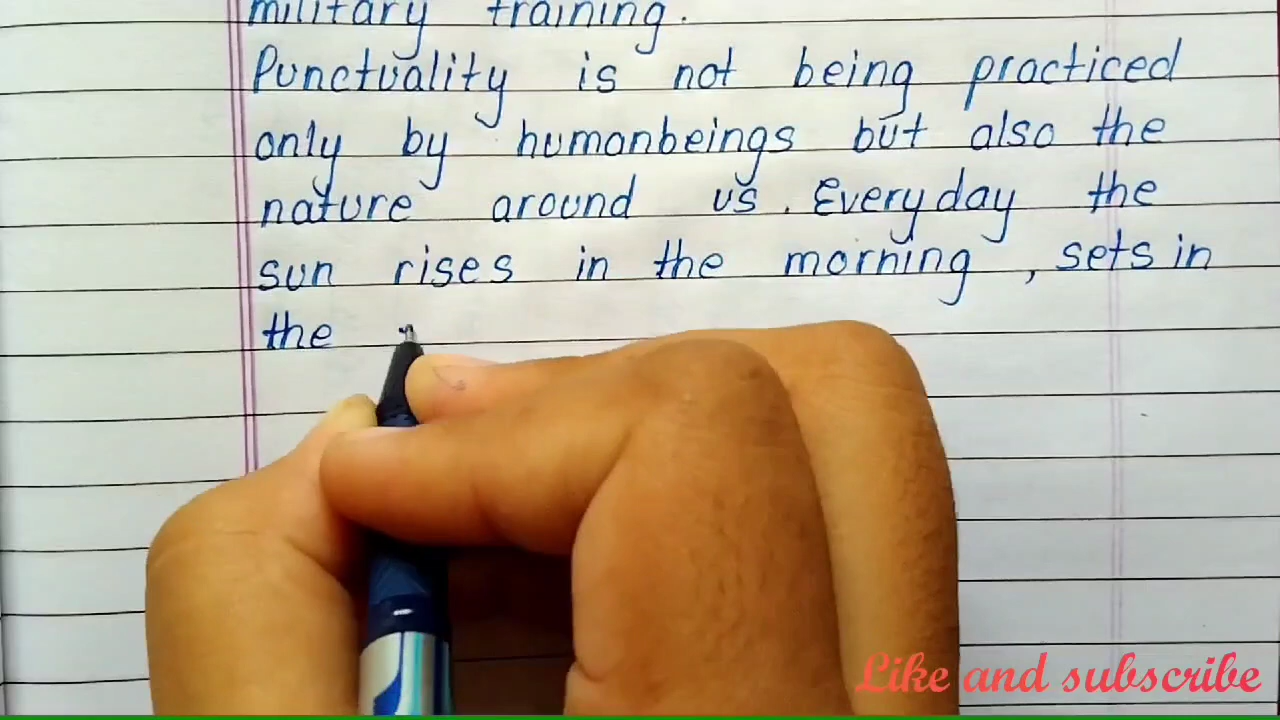 military training.
Punctuality is not being practiced
only by humanbeings but also the
nature around us. Everyday the
sun rises in the morning, sets in
the
Like and subscribe